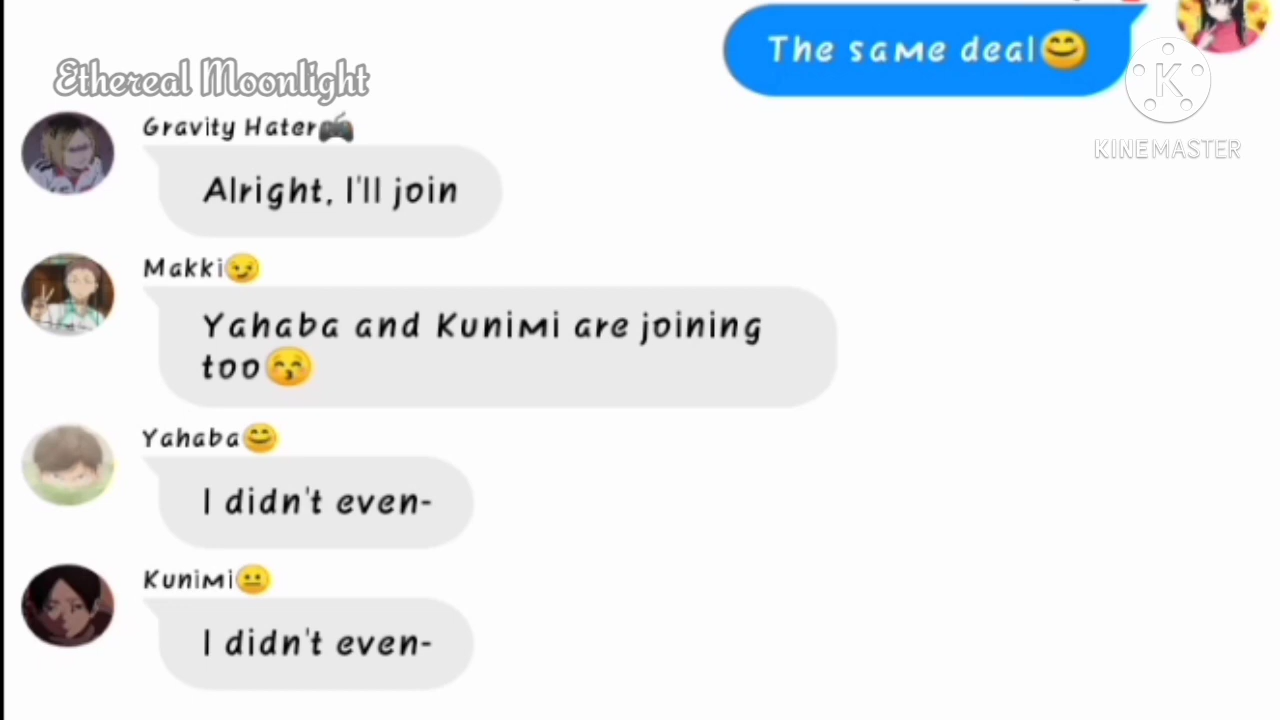 The same deal😊
Ethereal Moonlight
K
KINEMASTER
Gravity Hater🎮
Alright, I'll join
Makki😏
Yahaba and Kunimi are joining
too😚
Yahaba😊
I didn't even-
Kunimi😐
I didn't even-